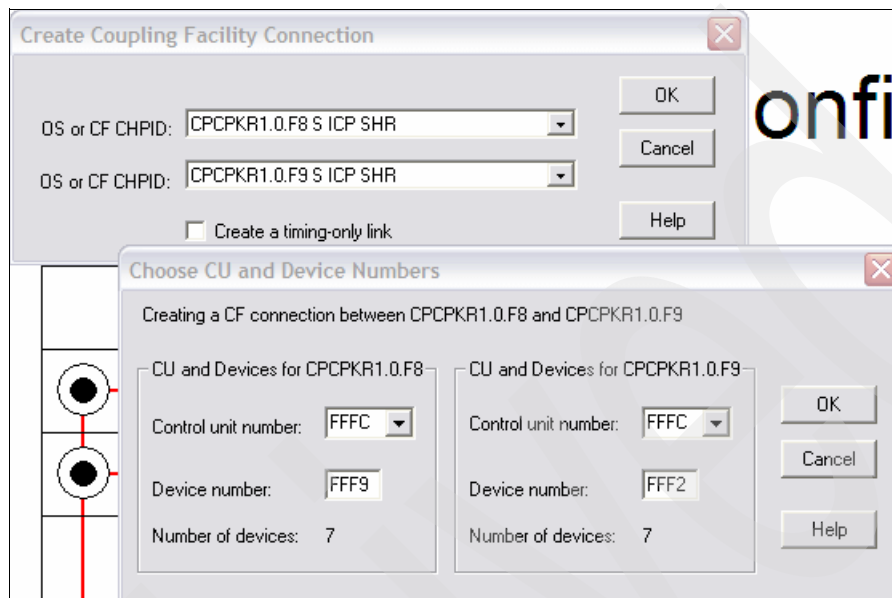 Create Coupling Facility Connection
OS or CF CHPID: CPCPKR1.0.F8 S ICP SHR
OK
OS or CF CHPID: CPCPKR1.0.F9 S ICP SHR
Cancel
Create a timing-only link
Help
onfi
Choose CU and Device Numbers
Creating a CF connection between CPCPKR1.0.F8 and CPCPKR1.0.F9
CU and Devices for CPCPKR1.0.F8
Control unit number: FFFC
Device number: FFF9
Number of devices: 7
CU and Devices for CPCPKR1.0.F9
Control unit number: FFFC
Device number: FFF2
Number of devices: 7
OK
Cancel
Help